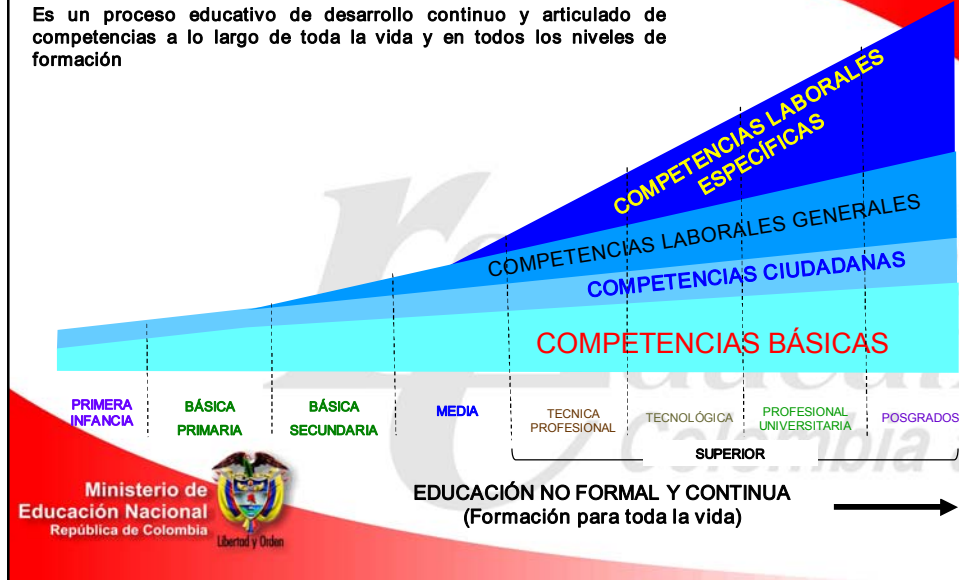 Es un proceso educativo de desarrollo continuo y articulado de
competencias a lo largo de toda la vida y en todos los niveles de
formación
COMPETENCIAS LABORALES
ESPECÍFICAS
COMPETENCIAS LABORALES GENERALES
COMPETENCIAS CIUDADANAS
COMPETENCIAS BÁSICAS
PRIMERA
INFANCIA
BÁSICA
PRIMARIA
BÁSICA
SECUNDARIA
MEDIA
TECNICA
PROFESIONAL
TECNOLÓGICA
PROFESIONAL
UNIVERSITARIA
POSGRADOS
SUPERIOR
Colombia
EDUCACIÓN NO FORMAL Y CONTINUA
(Formación para toda la vida)
Ministerio de
Educación Nacional
República de Colombia
Libertad y Orden